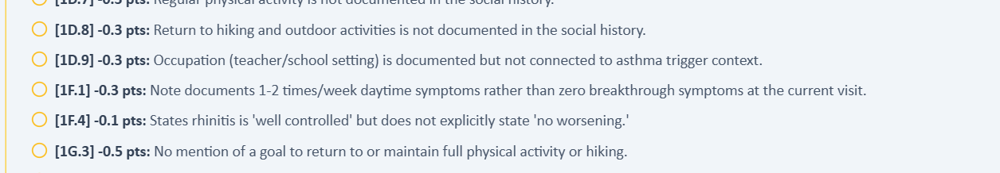 [1D.7] -0.3 pts: Regular physical activity is not documented in the social history.
[1D.8] -0.3 pts: Return to hiking and outdoor activities is not documented in the social history.
[1D.9] -0.3 pts: Occupation (teacher/school setting) is documented but not connected to asthma trigger context.
[1F.1] -0.3 pts: Note documents 1-2 times/week daytime symptoms rather than zero breakthrough symptoms at the current visit.
[1F.4] -0.1 pts: States rhinitis is 'well controlled' but does not explicitly state 'no worsening.'
[1G.3] -0.5 pts: No mention of a goal to return to or maintain full physical activity or hiking.